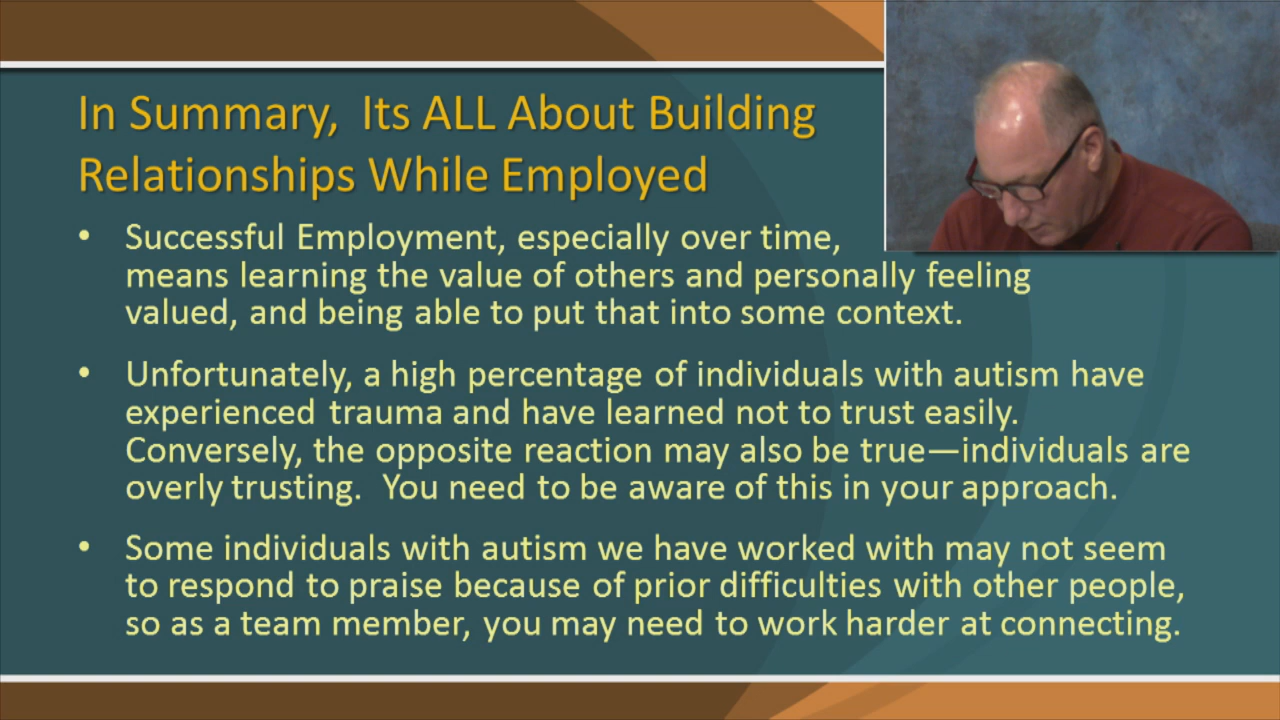 In Summary,  Its ALL About Building
Relationships While Employed
• Successful Employment, especially over time,
means learning the value of others and personally feeling
valued, and being able to put that into some context.
• Unfortunately, a high percentage of individuals with autism have
experienced trauma and have learned not to trust easily.
Conversely, the opposite reaction may also be true—individuals are
overly trusting.  You need to be aware of this in your approach.
• Some individuals with autism we have worked with may not seem
to respond to praise because of prior difficulties with other people,
so as a team member, you may need to work harder at connecting.